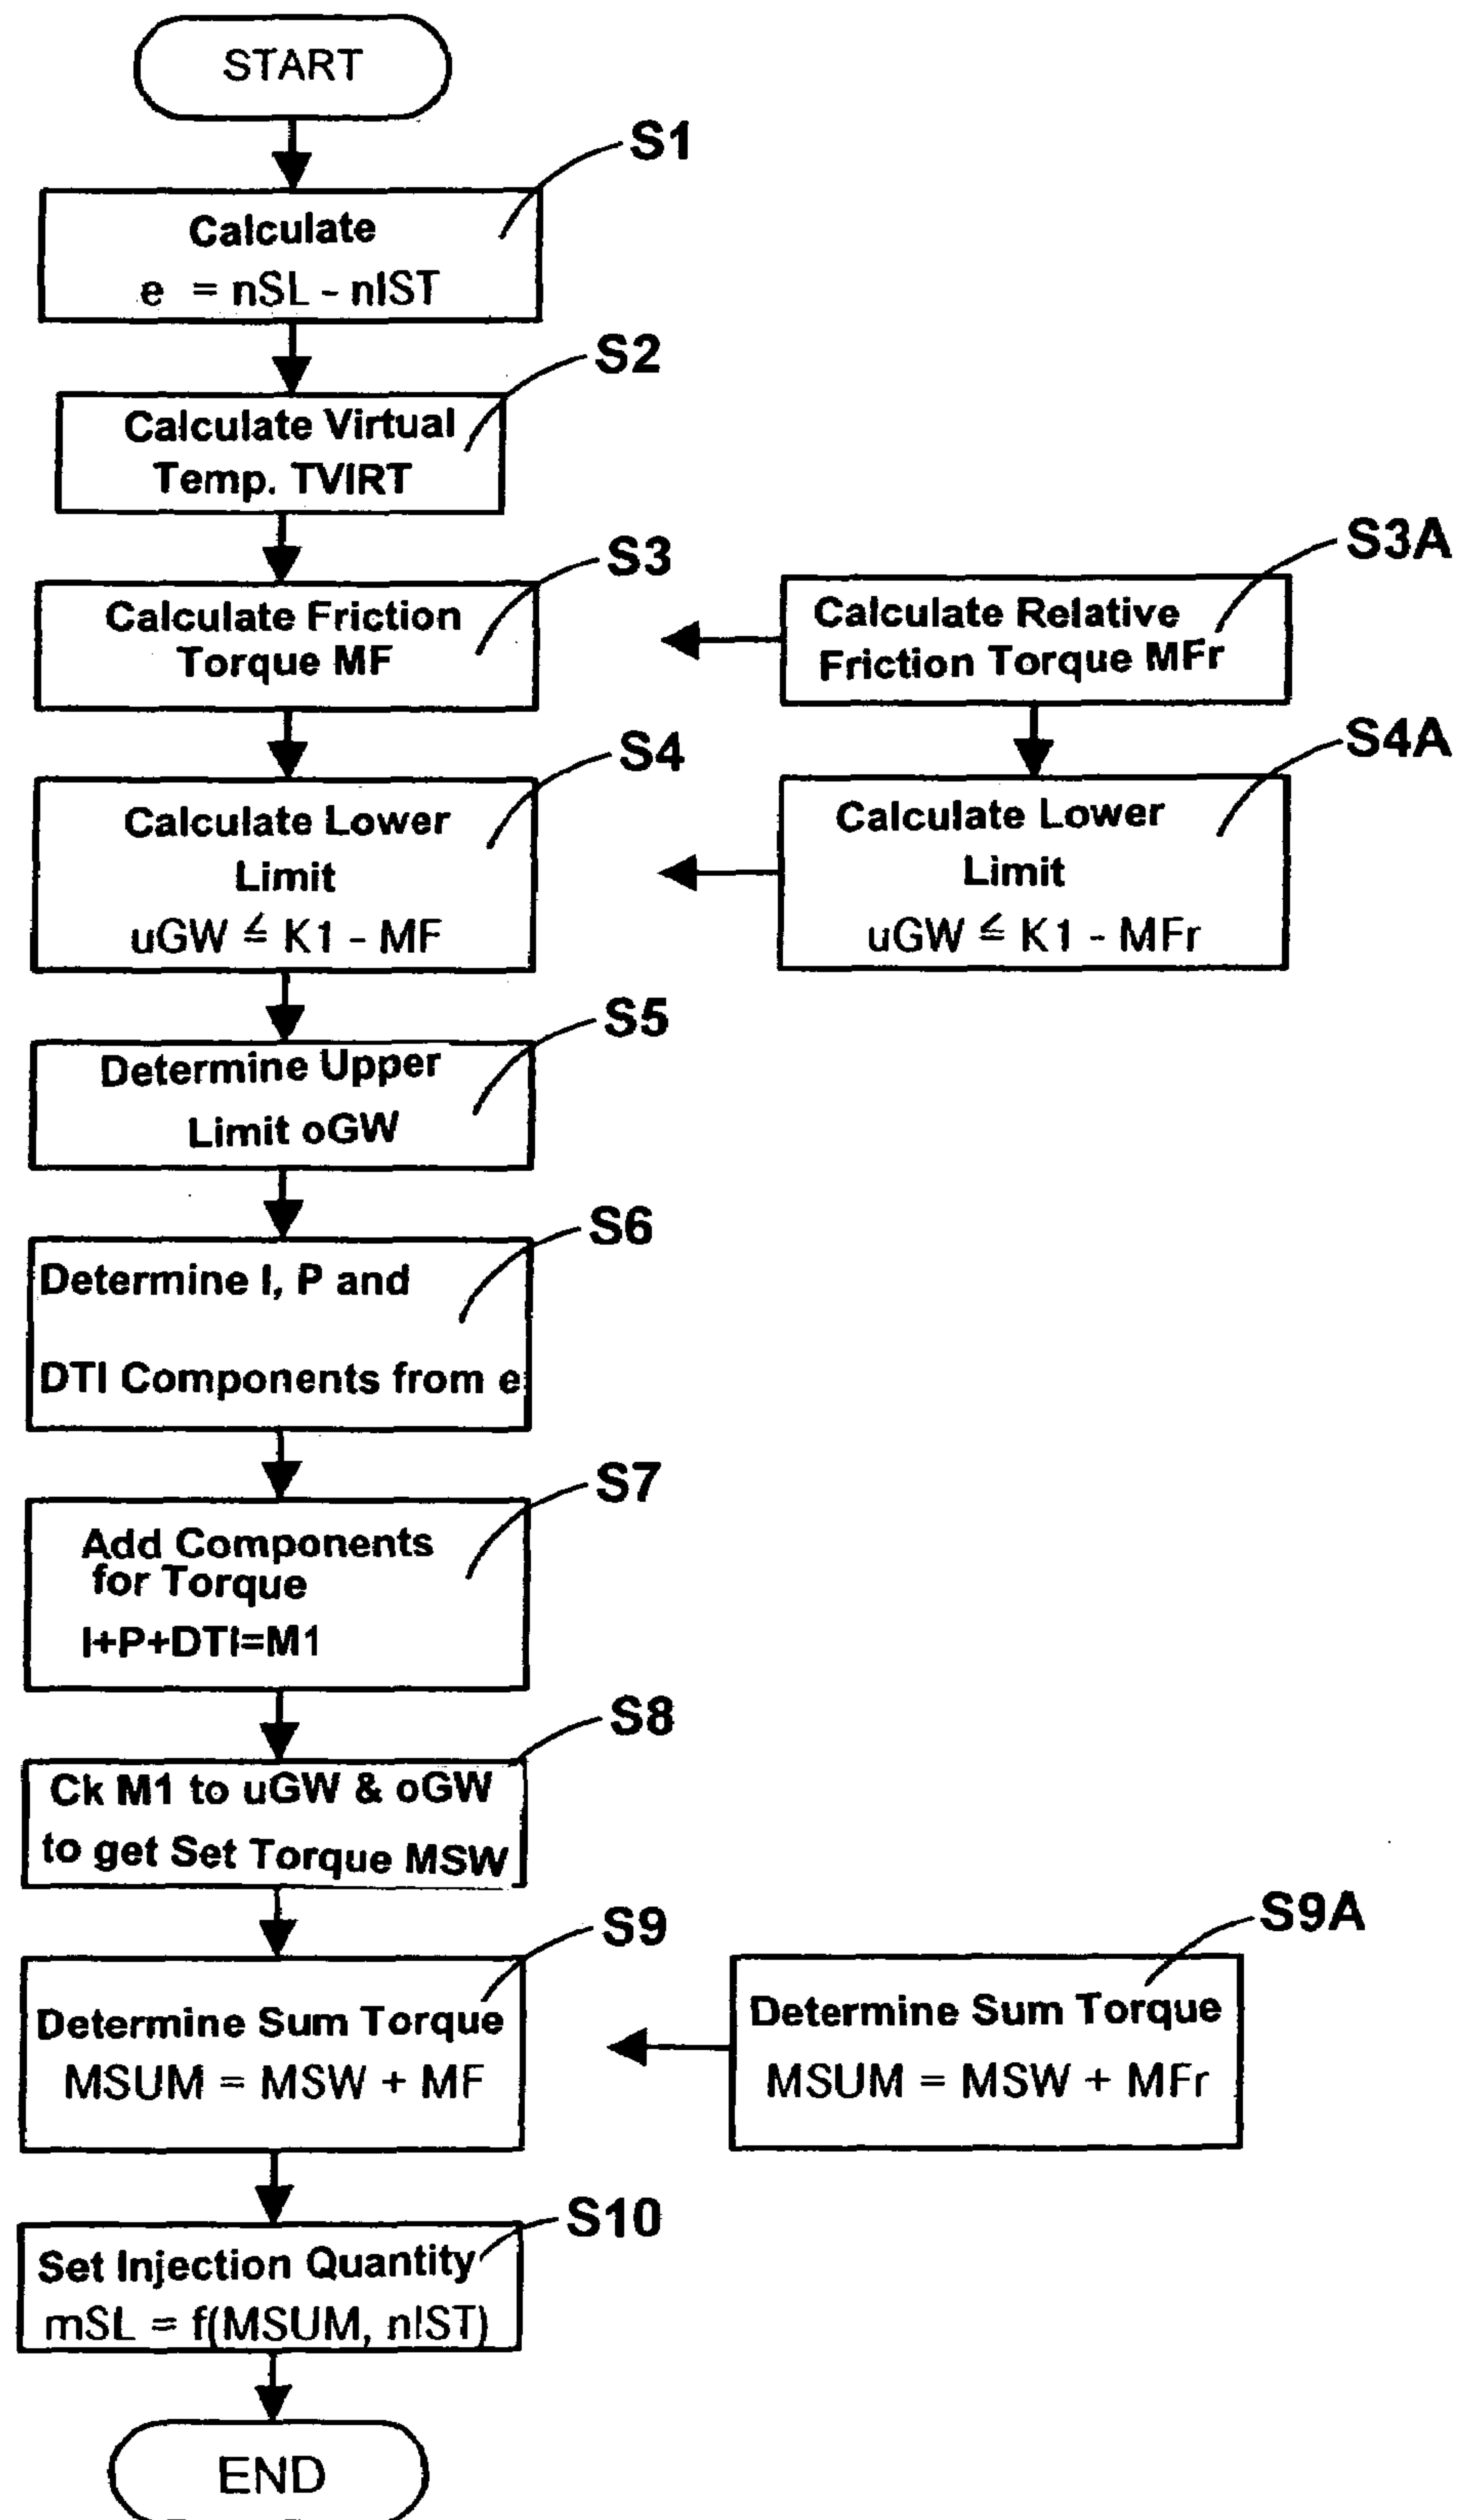 START
S1
Calculate
e = nSL - nIST
S2
Calculate Virtual
Temp. TVIRT
S3
Calculate Friction
Torque MF
S3A
Calculate Relative
Friction Torque MFr
S4
Calculate Lower
Limit
uGW ≤ K1 - MF
S4A
Calculate Lower
Limit
uGW ≤ K1 - MFr
S5
Determine Upper
Limit oGW
S6
Determine I, P and
DTI Components from e
S7
Add Components
for Torque
I+P+DTI=M1
S8
Ck M1 to uGW & oGW
to get Set Torque MSW
S9
Determine Sum Torque
MSUM = MSW + MF
S9A
Determine Sum Torque
MSUM = MSW + MFr
S10
Set Injection Quantity
mSL = f(MSUM, nIST)
END